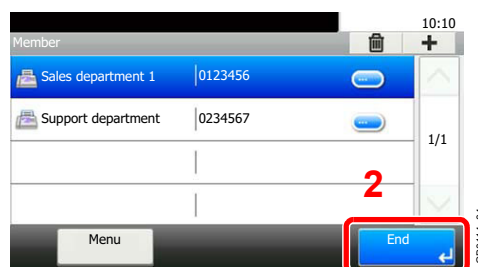 10:10
Member
Sales department 1 0123456
Support department 0234567
1/1
2
Menu End